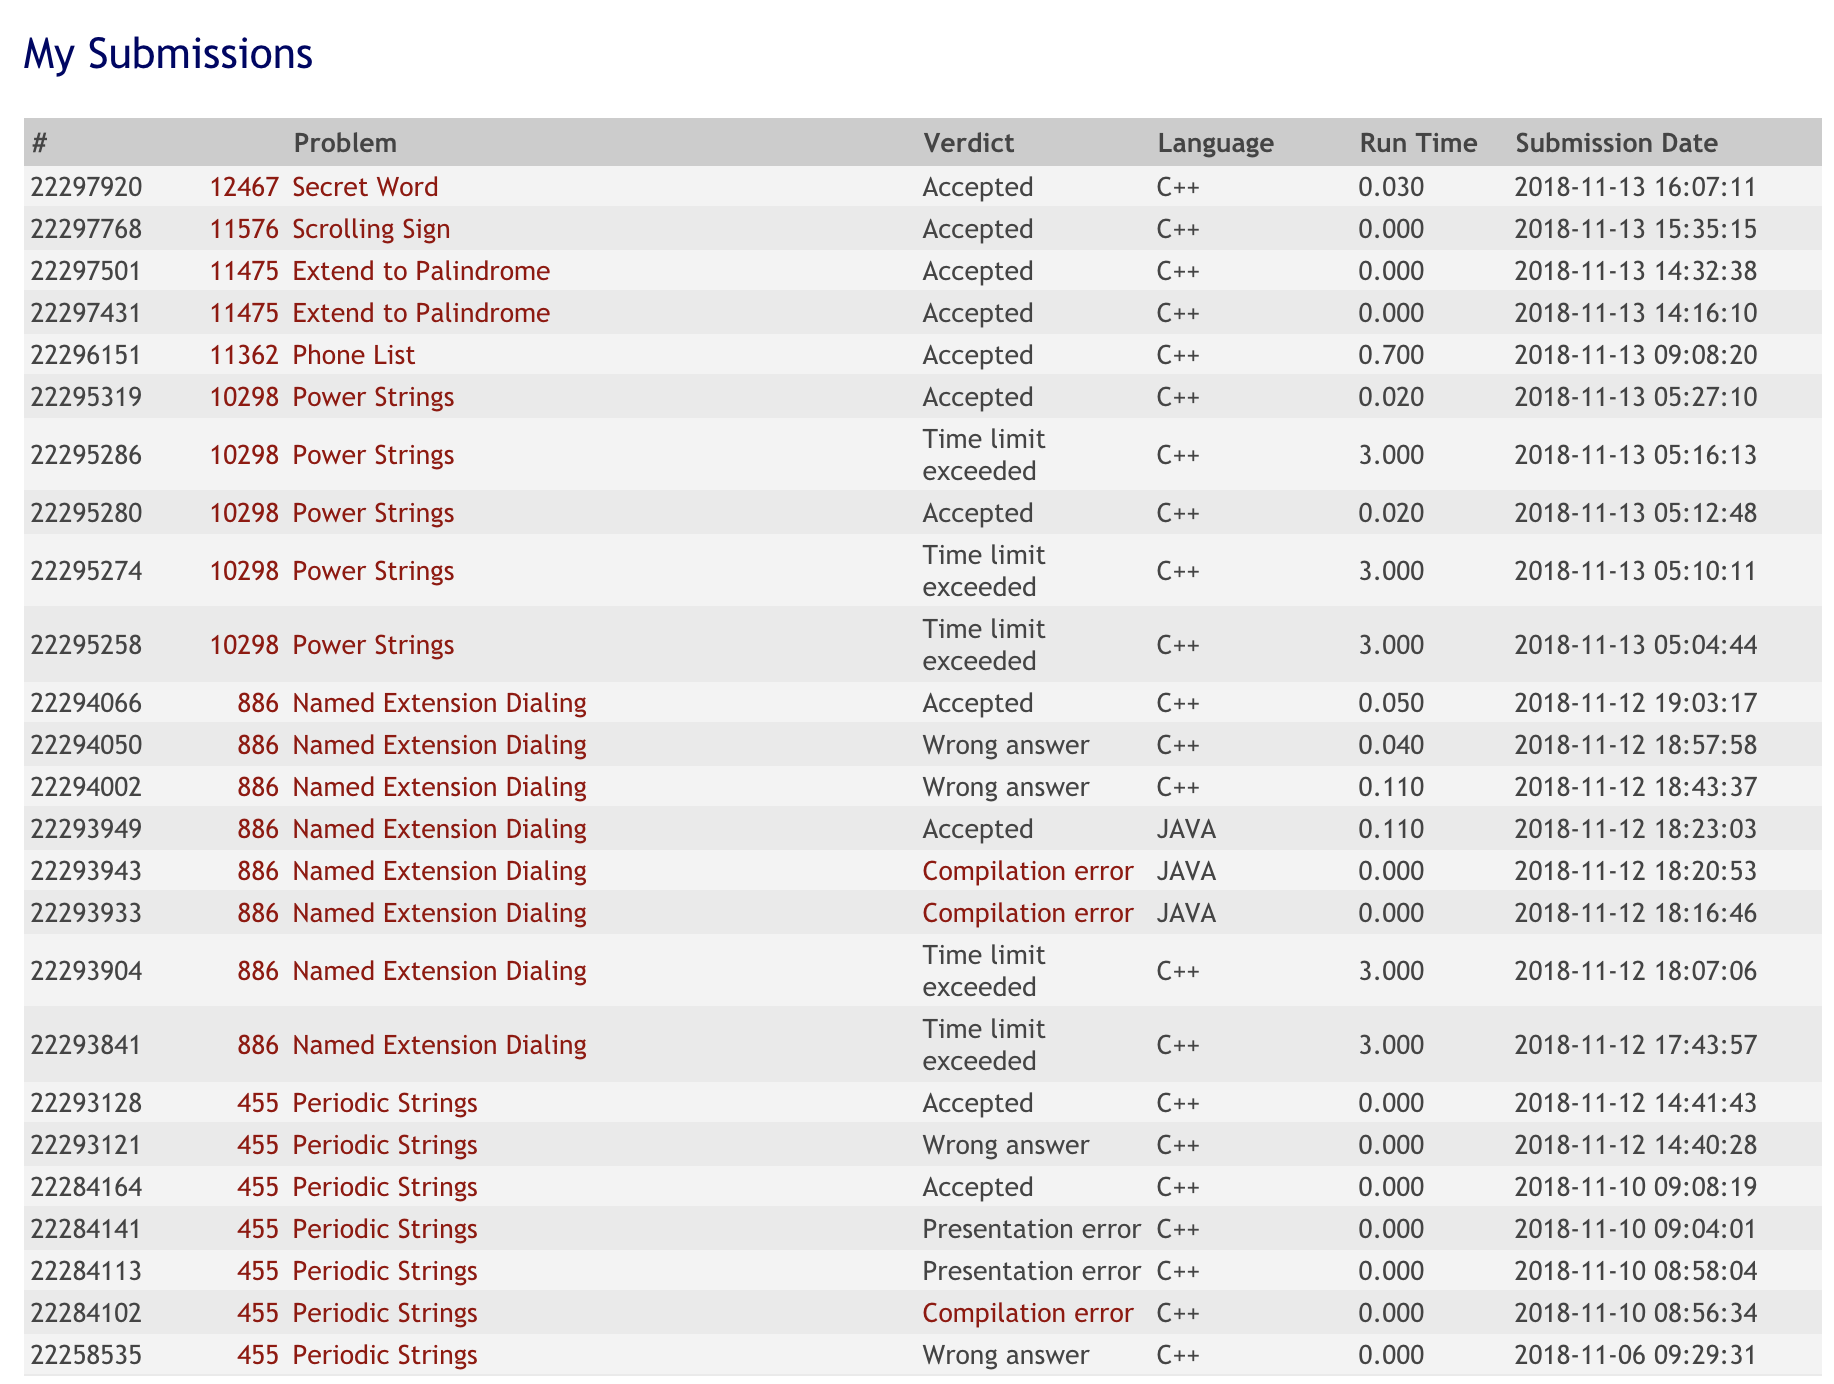 My Submissions
# Problem Verdict Language Run Time Submission Date
22297920 12467 Secret Word Accepted C++ 0.030 2018-11-13 16:07:11
22297768 11576 Scrolling Sign Accepted C++ 0.000 2018-11-13 15:35:15
22297501 11475 Extend to Palindrome Accepted C++ 0.000 2018-11-13 14:32:38
22297431 11475 Extend to Palindrome Accepted C++ 0.000 2018-11-13 14:16:10
22296151 11362 Phone List Accepted C++ 0.700 2018-11-13 09:08:20
22295319 10298 Power Strings Accepted C++ 0.020 2018-11-13 05:27:10
22295286 10298 Power Strings Time limit exceeded C++ 3.000 2018-11-13 05:16:13
22295280 10298 Power Strings Accepted C++ 0.020 2018-11-13 05:12:48
22295274 10298 Power Strings Time limit exceeded C++ 3.000 2018-11-13 05:10:11
22295258 10298 Power Strings Time limit exceeded C++ 3.000 2018-11-13 05:04:44
22294066 886 Named Extension Dialing Accepted C++ 0.050 2018-11-12 19:03:17
22294050 886 Named Extension Dialing Wrong answer C++ 0.040 2018-11-12 18:57:58
22294002 886 Named Extension Dialing Wrong answer C++ 0.110 2018-11-12 18:43:37
22293949 886 Named Extension Dialing Accepted JAVA 0.110 2018-11-12 18:23:03
22293943 886 Named Extension Dialing Compilation error JAVA 0.000 2018-11-12 18:20:53
22293933 886 Named Extension Dialing Compilation error JAVA 0.000 2018-11-12 18:16:46
22293904 886 Named Extension Dialing Time limit exceeded C++ 3.000 2018-11-12 18:07:06
22293841 886 Named Extension Dialing Time limit exceeded C++ 3.000 2018-11-12 17:43:57
22293128 455 Periodic Strings Accepted C++ 0.000 2018-11-12 14:41:43
22293121 455 Periodic Strings Wrong answer C++ 0.000 2018-11-12 14:40:28
22284164 455 Periodic Strings Accepted C++ 0.000 2018-11-10 09:08:19
22284141 455 Periodic Strings Presentation error C++ 0.000 2018-11-10 09:04:01
22284113 455 Periodic Strings Presentation error C++ 0.000 2018-11-10 08:58:04
22284102 455 Periodic Strings Compilation error C++ 0.000 2018-11-10 08:56:34
22258535 455 Periodic Strings Wrong answer C++ 0.000 2018-11-06 09:29:31